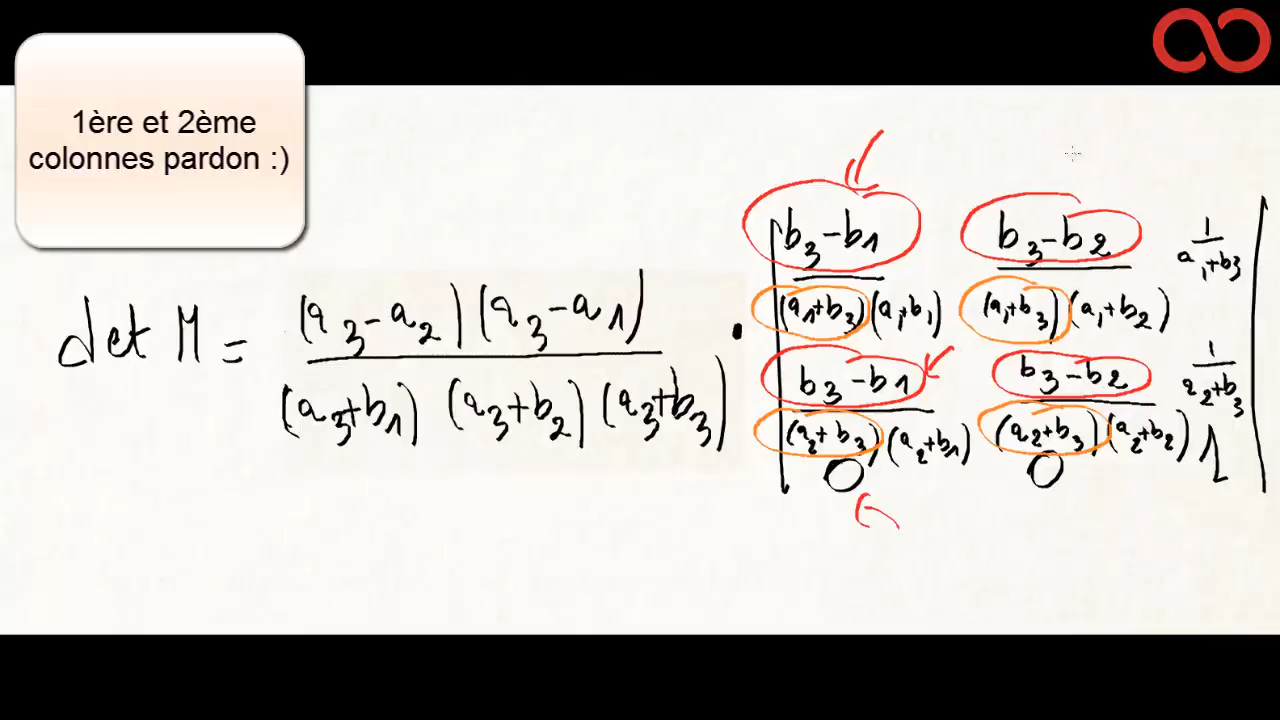 1ère et 2ème
colonnes pardon :)
det M = (a3-a2)(a3-a1) / (a3+b1) (a3+b2) (a3+b3) ·
b3-b1 / (a1+b3)(a1+b1) b3-b2 / (a1+b3)(a1+b2) 1 / a1+b3
b3-b1 / (a2+b3)(a2+b1) b3-b2 / (a2+b3)(a2+b2) 1 / a2+b3
0 0 1